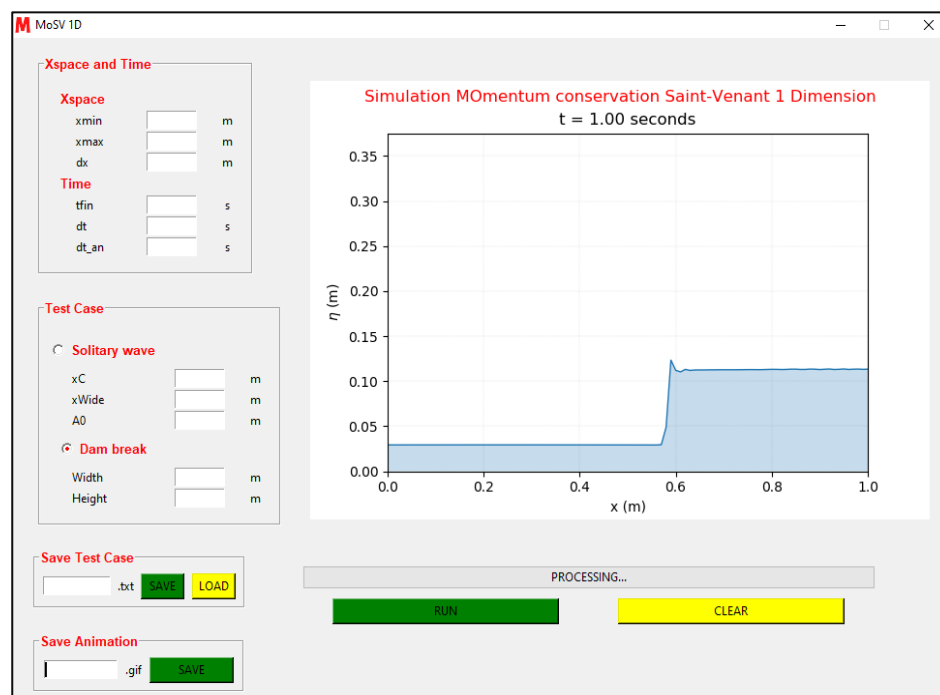 M MoSV 1D
Xspace and Time
Xspace
xmin m
xmax m
dx m
Time
tfin s
dt s
dt_an s
Test Case
Solitary wave
xC m
xWide m
A0 m
Dam break
Width m
Height m
Save Test Case
.txt SAVE LOAD
Save Animation
.gif SAVE
Simulation MOmentum conservation Saint-Venant 1 Dimension
t = 1.00 seconds
0.35
0.30
0.25
0.20
0.15
0.10
0.05
0.00
η (m)
0.0 0.2 0.4 0.6 0.8 1.0
x (m)
PROCESSING...
RUN CLEAR